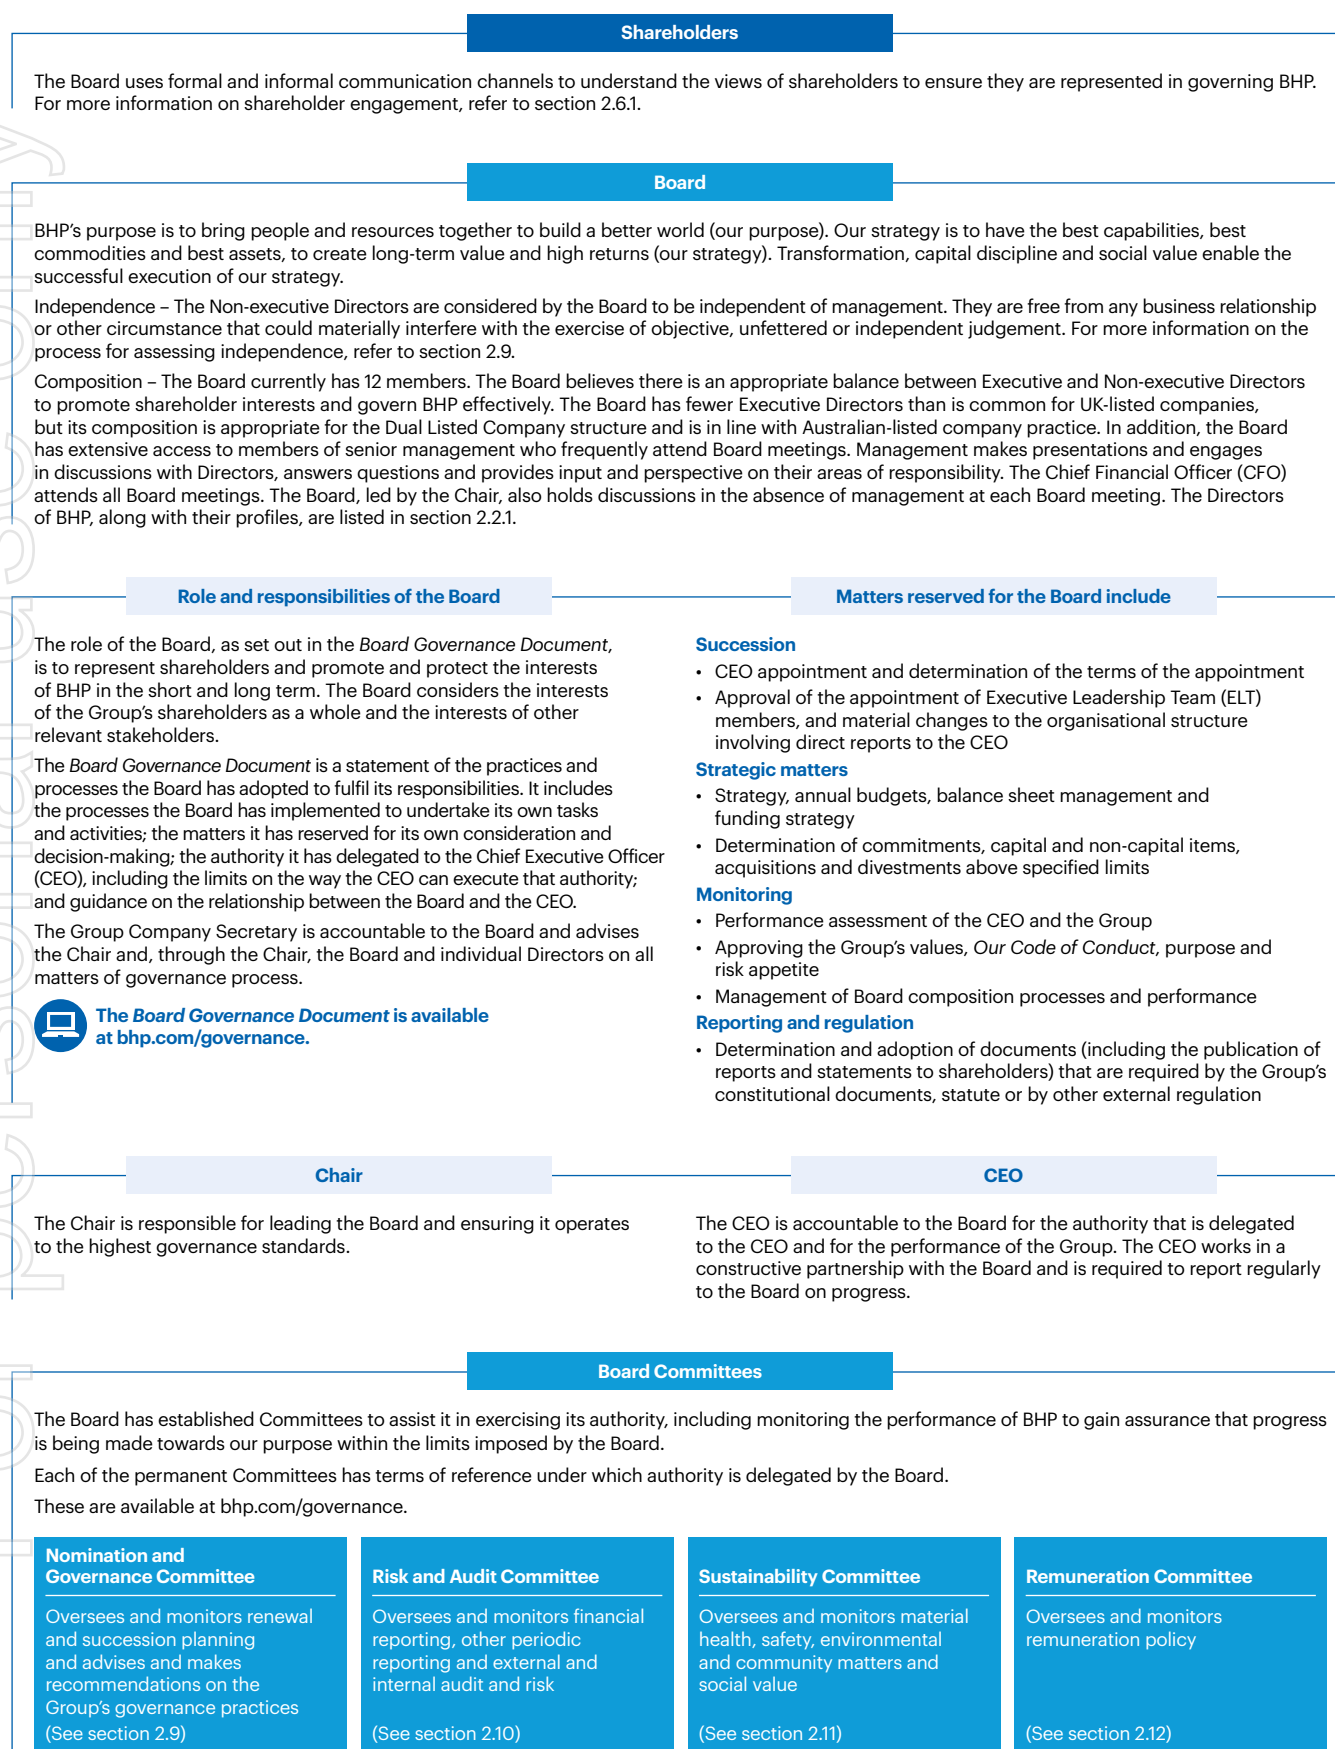 Shareholders
The Board uses formal and informal communication channels to understand the views of shareholders to ensure they are represented in governing BHP.
For more information on shareholder engagement, refer to section 2.6.1.
Board
BHP's purpose is to bring people and resources together to build a better world (our purpose). Our strategy is to have the best capabilities, best
commodities and best assets, to create long-term value and high returns (our strategy). Transformation, capital discipline and social value enable the
successful execution of our strategy.
Independence – The Non-executive Directors are considered by the Board to be independent of management. They are free from any business relationship
or other circumstance that could materially interfere with the exercise of objective, unfettered or independent judgement. For more information on the
process for assessing independence, refer to section 2.9.
Composition – The Board currently has 12 members. The Board believes there is an appropriate balance between Executive and Non-executive Directors
to promote shareholder interests and govern BHP effectively. The Board has fewer Executive Directors than is common for UK-listed companies,
but its composition is appropriate for the Dual Listed Company structure and is in line with Australian-listed company practice. In addition, the Board
has extensive access to members of senior management who frequently attend Board meetings. Management makes presentations and engages
in discussions with Directors, answers questions and provides input and perspective on their areas of responsibility. The Chief Financial Officer (CFO)
attends all Board meetings. The Board, led by the Chair, also holds discussions in the absence of management at each Board meeting. The Directors
of BHP, along with their profiles, are listed in section 2.2.1.
Role and responsibilities of the Board
The role of the Board, as set out in the Board Governance Document,
is to represent shareholders and promote and protect the interests
of BHP in the short and long term. The Board considers the interests
of the Group's shareholders as a whole and the interests of other
relevant stakeholders.
The Board Governance Document is a statement of the practices and
processes the Board has adopted to fulfil its responsibilities. It includes
the processes the Board has implemented to undertake its own tasks
and activities; the matters it has reserved for its own consideration and
decision-making; the authority it has delegated to the Chief Executive Officer
(CEO), including the limits on the way the CEO can execute that authority;
and guidance on the relationship between the Board and the CEO.
The Group Company Secretary is accountable to the Board and advises
the Chair and, through the Chair, the Board and individual Directors on all
matters of governance process.
The Board Governance Document is available
at bhp.com/governance.
Matters reserved for the Board include
Succession
• CEO appointment and determination of the terms of the appointment
• Approval of the appointment of Executive Leadership Team (ELT)
members, and material changes to the organisational structure
involving direct reports to the CEO
Strategic matters
• Strategy, annual budgets, balance sheet management and
funding strategy
• Determination of commitments, capital and non-capital items,
acquisitions and divestments above specified limits
Monitoring
• Performance assessment of the CEO and the Group
• Approving the Group's values, Our Code of Conduct, purpose and
risk appetite
• Management of Board composition processes and performance
Reporting and regulation
• Determination and adoption of documents (including the publication of
reports and statements to shareholders) that are required by the Group's
constitutional documents, statute or by other external regulation
Chair
The Chair is responsible for leading the Board and ensuring it operates
to the highest governance standards.
CEO
The CEO is accountable to the Board for the authority that is delegated
to the CEO and for the performance of the Group. The CEO works in a
constructive partnership with the Board and is required to report regularly
to the Board on progress.
Board Committees
The Board has established Committees to assist it in exercising its authority, including monitoring the performance of BHP to gain assurance that progress
is being made towards our purpose within the limits imposed by the Board.
Each of the permanent Committees has terms of reference under which authority is delegated by the Board.
These are available at bhp.com/governance.
Nomination and
Governance Committee
Oversees and monitors renewal
and succession planning
and advises and makes
recommendations on the
Group's governance practices
(See section 2.9)
Risk and Audit Committee
Oversees and monitors financial
reporting, other periodic
reporting and external and
internal audit and risk
(See section 2.10)
Sustainability Committee
Oversees and monitors material
health, safety, environmental
and community matters and
social value
(See section 2.11)
Remuneration Committee
Oversees and monitors
remuneration policy
(See section 2.12)